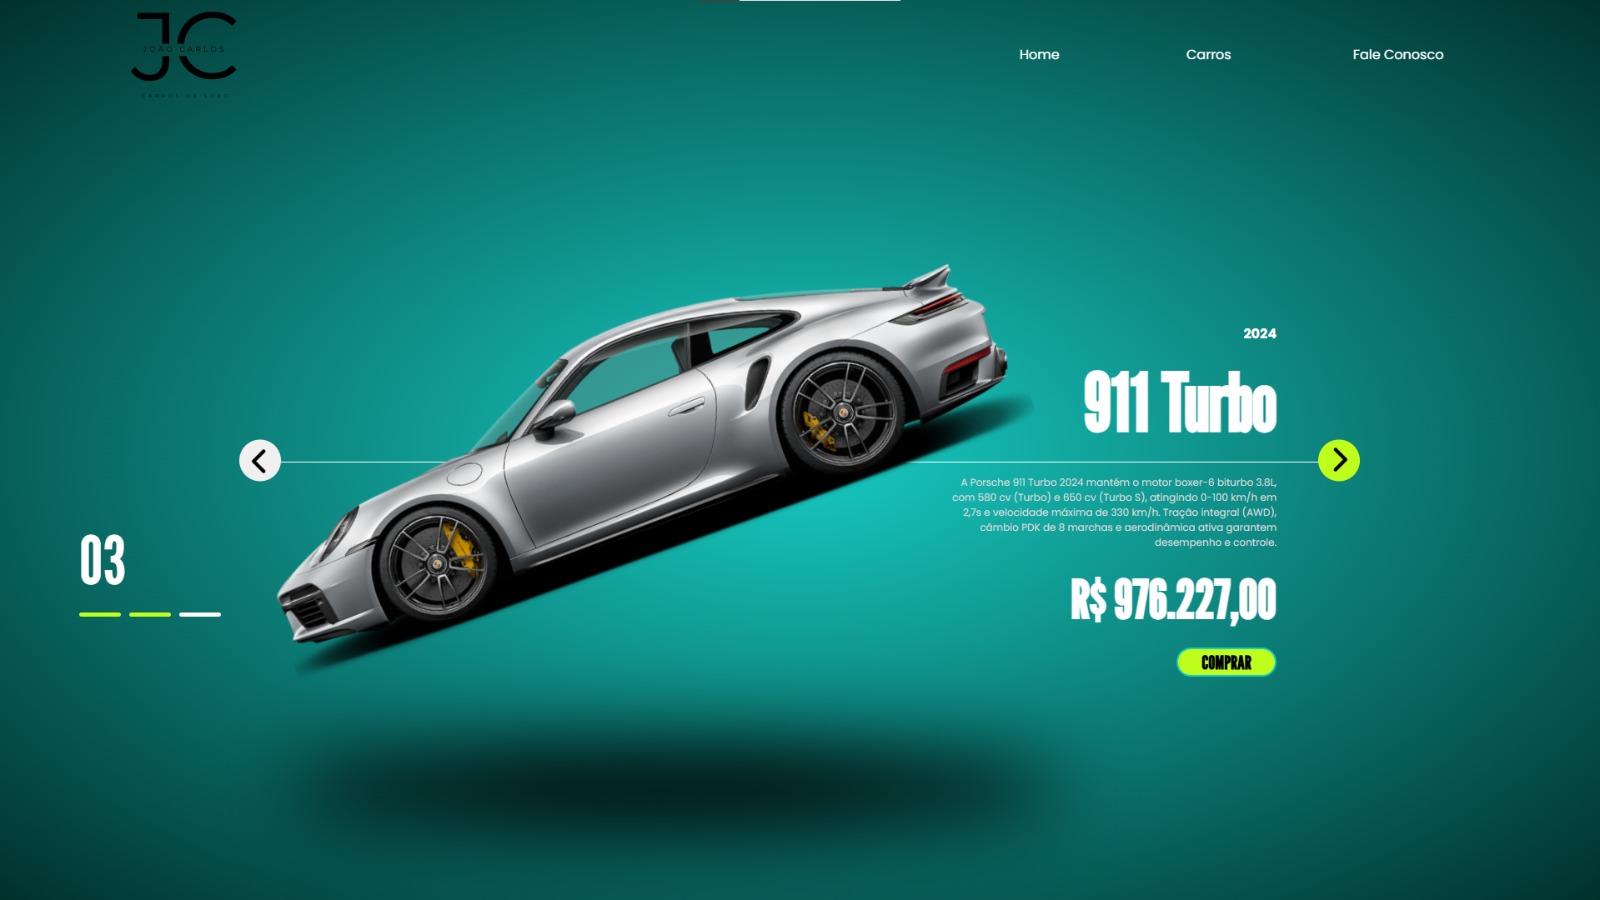 JC
JOÃO CARLOS
CARROS DE LUXO
Home
Carros
Fale Conosco
2024
911 Turbo
A Porsche 911 Turbo 2024 mantém o motor boxer-6 biturbo 3.8L,
com 580 cv (Turbo) e 650 cv (Turbo S), atingindo 0-100 km/h em
2,7s e velocidade máxima de 330 km/h. Tração integral (AWD),
câmbio PDK de 8 marchas e aerodinâmica ativa garantem
desempenho e controle.
03
R$ 976.227,00
COMPRAR